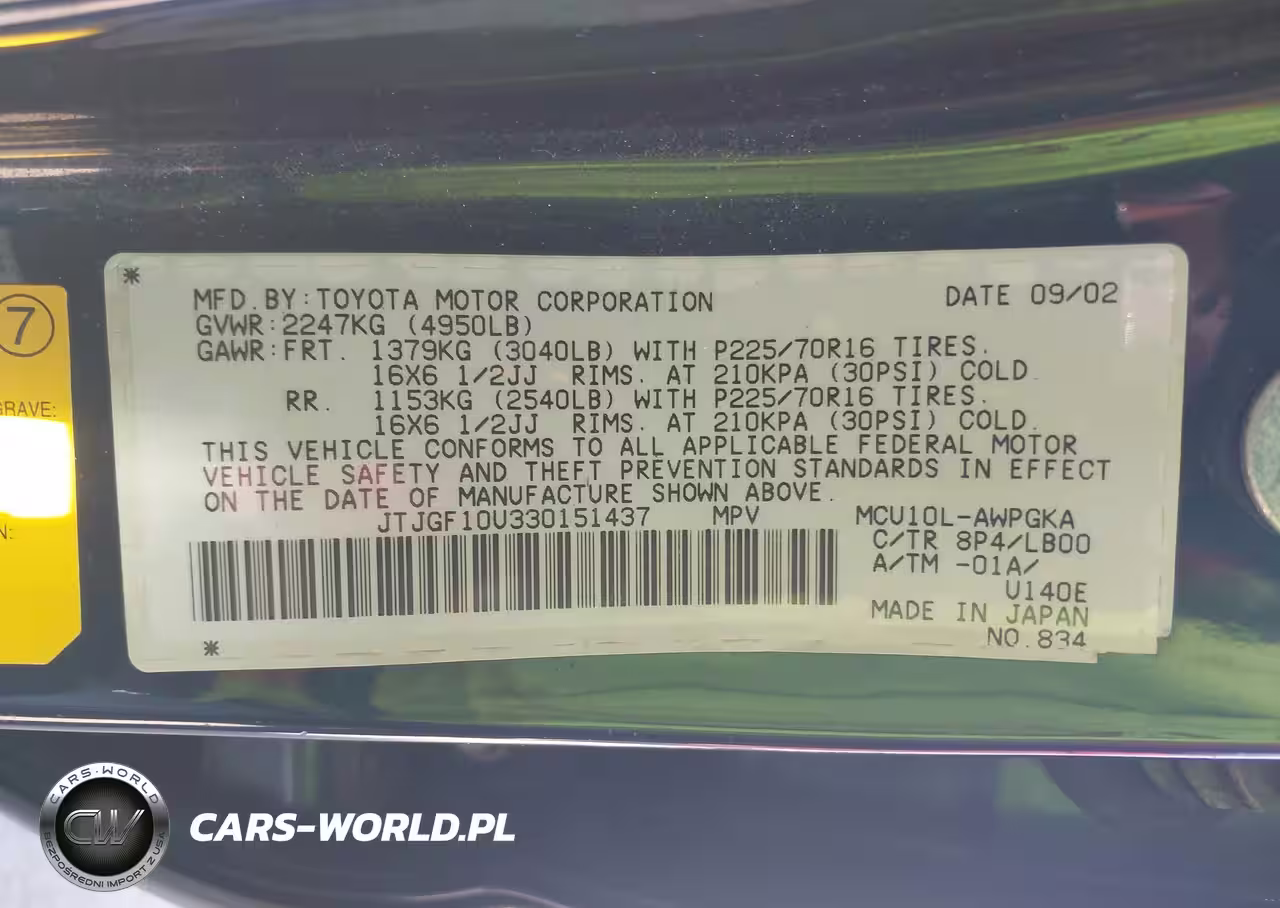 *
MFD.BY:TOYOTA MOTOR CORPORATION DATE 09/02
GVWR:2247KG (4950LB)
GAWR:FRT. 1379KG (3040LB) WITH P225/70R16 TIRES.
16X6 1/2JJ RIMS. AT 210KPA (30PSI) COLD.
RR. 1153KG (2540LB) WITH P225/70R16 TIRES.
16X6 1/2JJ RIMS. AT 210KPA (30PSI) COLD.
THIS VEHICLE CONFORMS TO ALL APPLICABLE FEDERAL MOTOR
VEHICLE SAFETY AND THEFT PREVENTION STANDARDS IN EFFECT
ON THE DATE OF MANUFACTURE SHOWN ABOVE.
JTJGF10U330151437 MPV MCU10L-AWPGKA
C/TR 8P4/LB00
A/TM -01A/
U140E
MADE IN JAPAN
* NO.834
7
GRAVE:
N:
CARS-WORLD
CW
BEZPOŚREDNI IMPORT Z USA
CARS-WORLD.PL